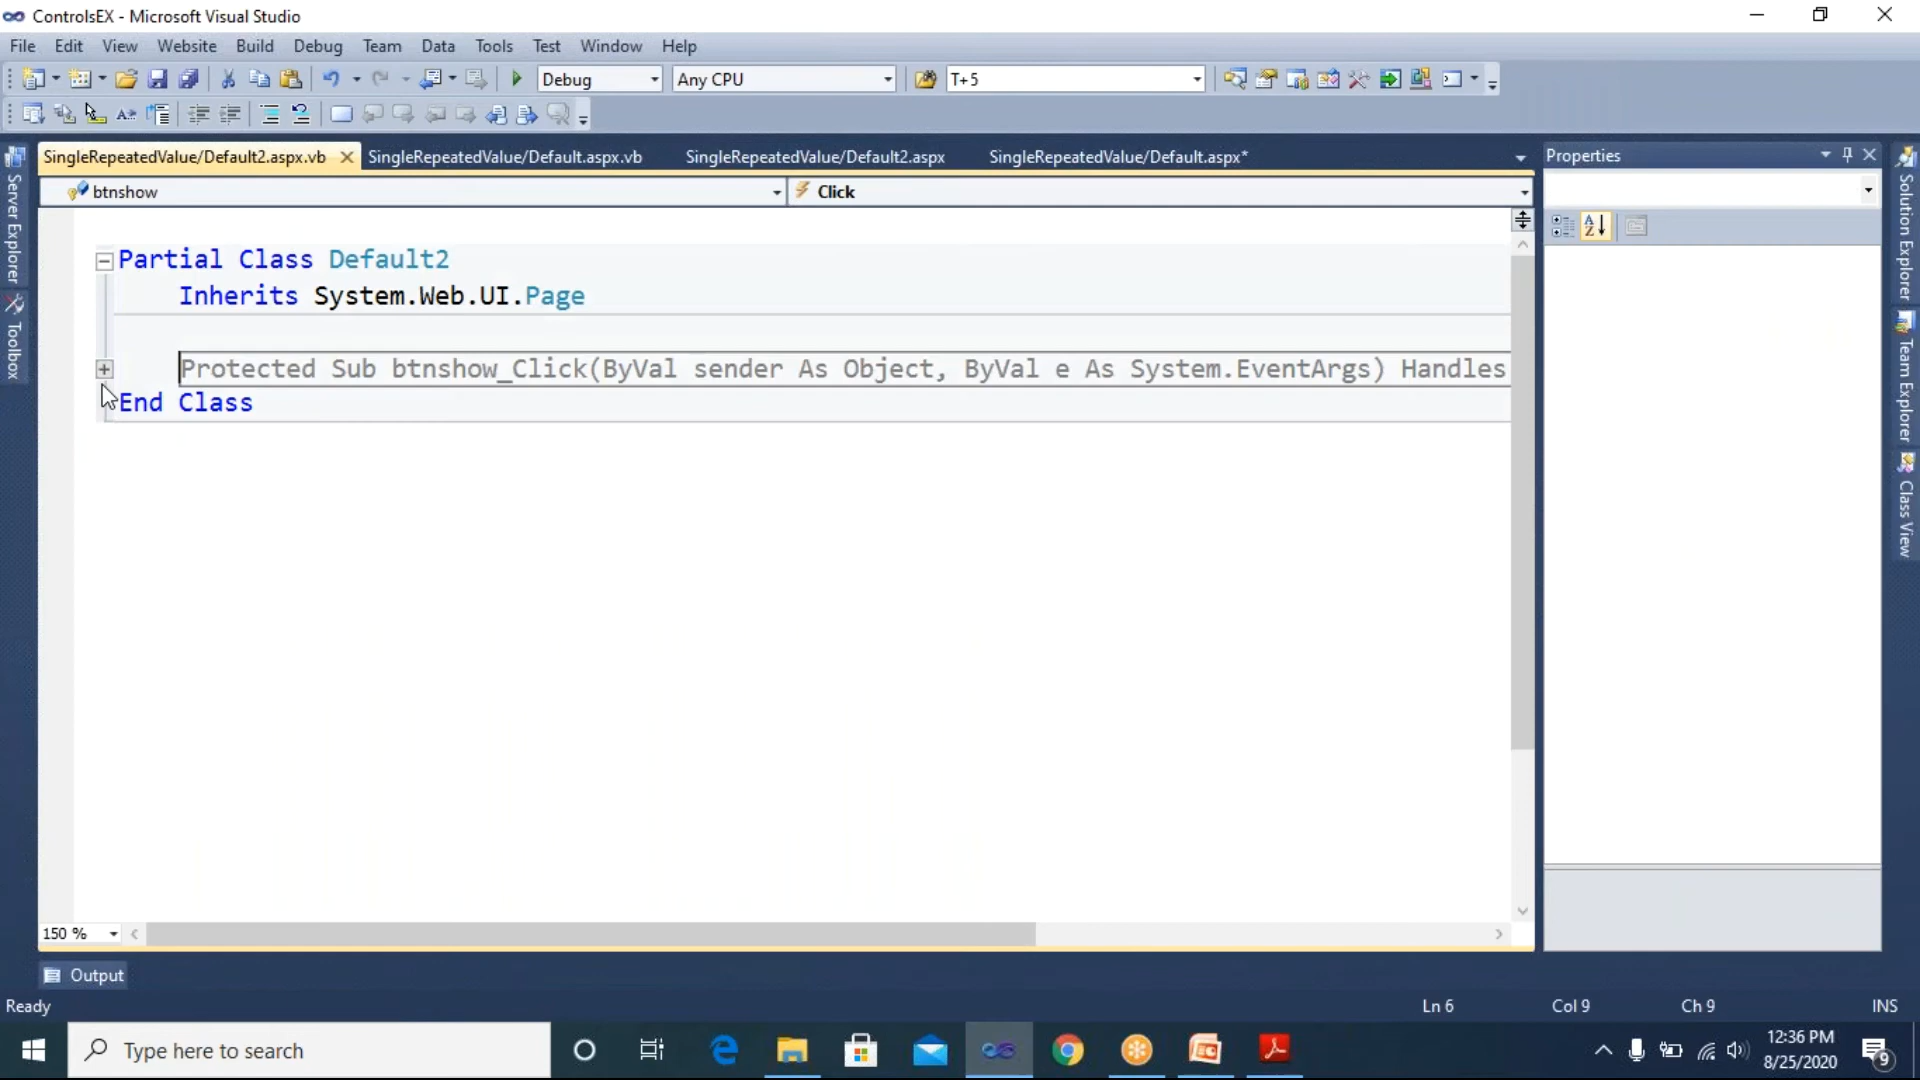 ControlsEX - Microsoft Visual Studio
File Edit View Website Build Debug Team Data Tools Test Window Help
Debug Any CPU T+5
SingleRepeatedValue/Default2.aspx.vb SingleRepeatedValue/Default.aspx.vb SingleRepeatedValue/Default2.aspx SingleRepeatedValue/Default.aspx*
btnshow Click
Partial Class Default2
Inherits System.Web.UI.Page
Protected Sub btnshow_Click(ByVal sender As Object, ByVal e As System.EventArgs) Handles
End Class
150 %
Server Explorer
Toolbox
Properties
Solution Explorer
Team Explorer
Class View
Output
Ready Ln 6 Col 9 Ch 9 INS
Type here to search
12:36 PM
8/25/2020
9